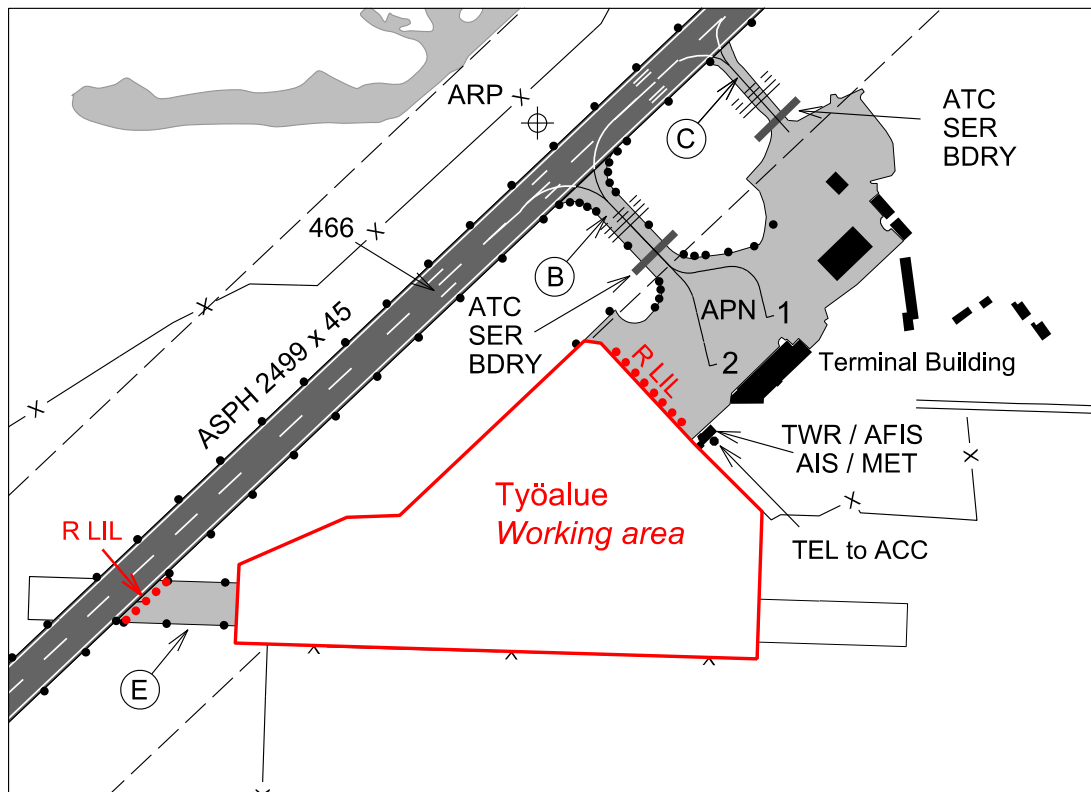 ARP
ATC
SER
BDRY
C
466
B
ATC
SER
BDRY
APN
1
2
ASPH 2499 x 45
R LIL
Terminal Building
TWR / AFIS
AIS / MET
Työalue
Working area
R LIL
TEL to ACC
E